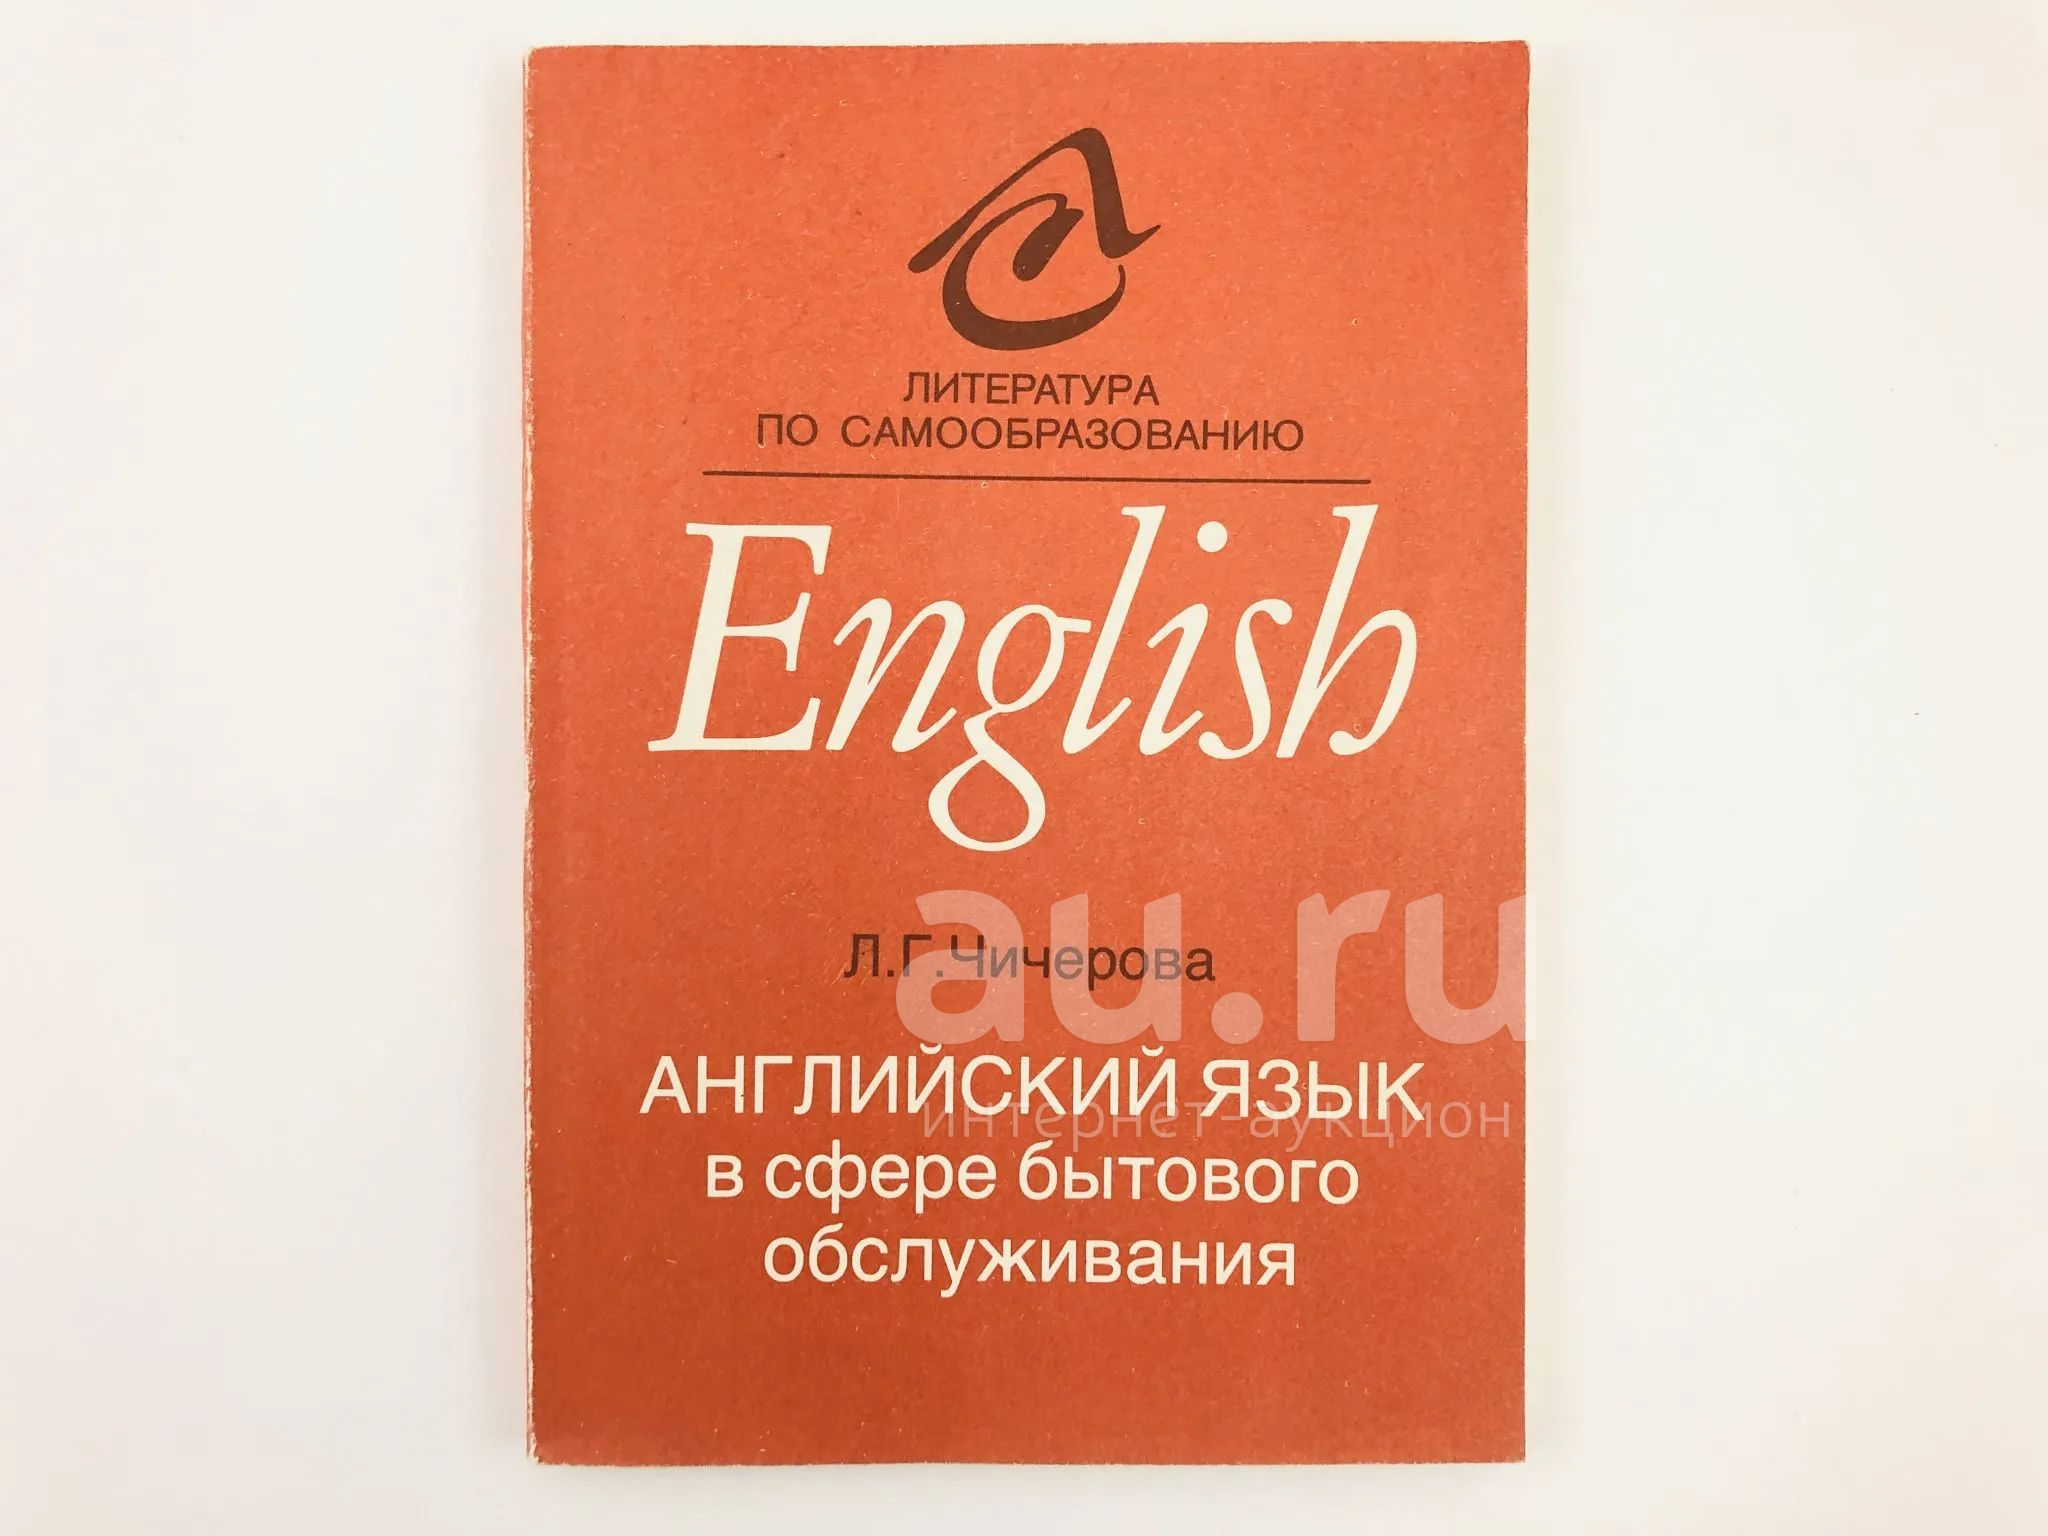 ЛИТЕРАТУРА
ПО САМООБРАЗОВАНИЮ
English
au.ru
Л.Г.Чичерова
АНГЛИЙСКИЙ ЯЗЫК
интернет-аукцион
в сфере бытового
обслуживания